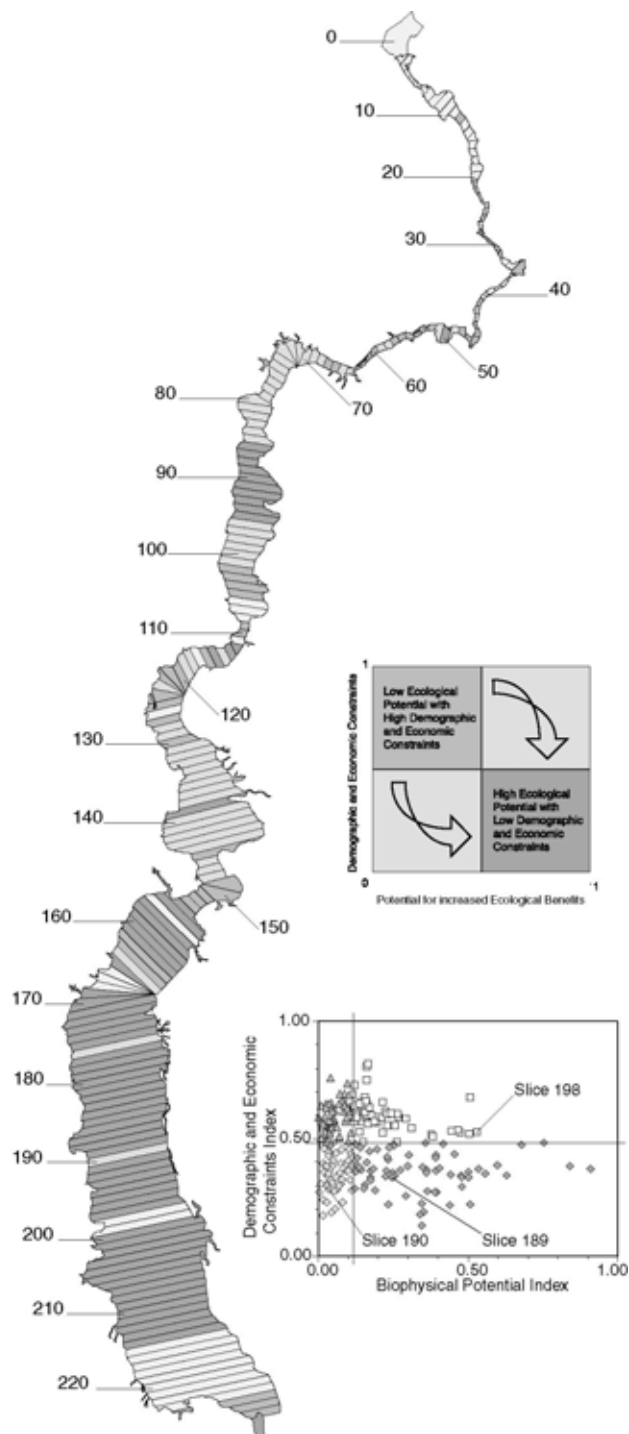 0
10
20
30
40
50
60
70
80
90
100
110
120
130
140
150
160
170
180
190
200
210
220
1
Demographic and Economic Constraints
Low Ecological
Potential with
High Demographic
and Economic
Constraints
High Ecological
Potential with
Low Demographic
and Economic
Constraints
0
1
Potential for increased Ecological Benefits
1.00
0.50
0.00
Demographic and Economic
Constraints Index
Slice 198
Slice 190
Slice 189
0.00
0.50
1.00
Biophysical Potential Index